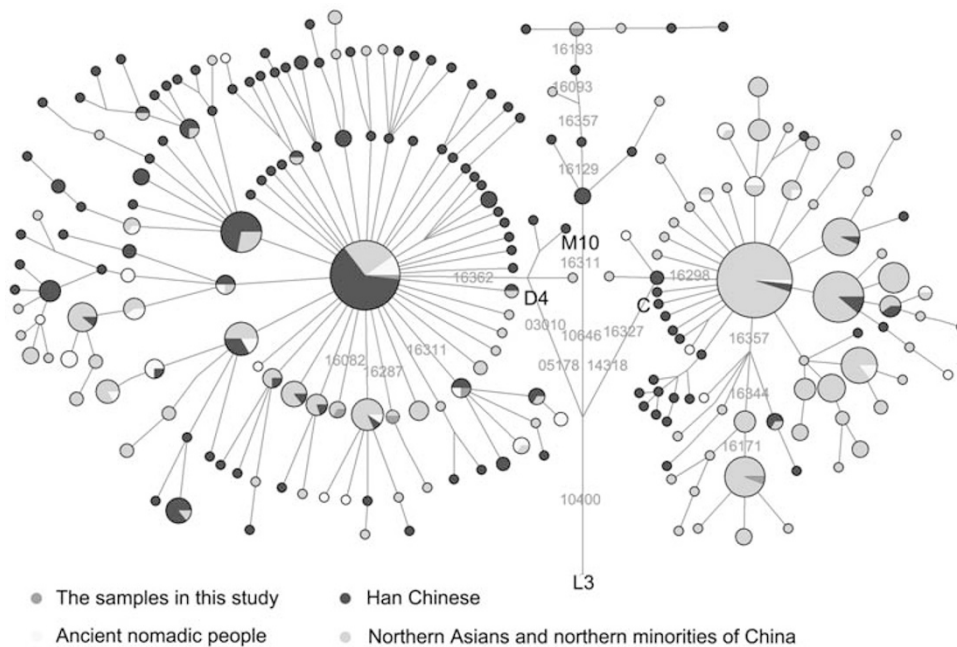 16193
16093
16357
16129
M10
16311
16362
16298
D4
C
03010
10646
16327
16082
16311
16357
16287
05178
14318
16344
16171
10400
L3
The samples in this study
Han Chinese
Ancient nomadic people
Northern Asians and northern minorities of China